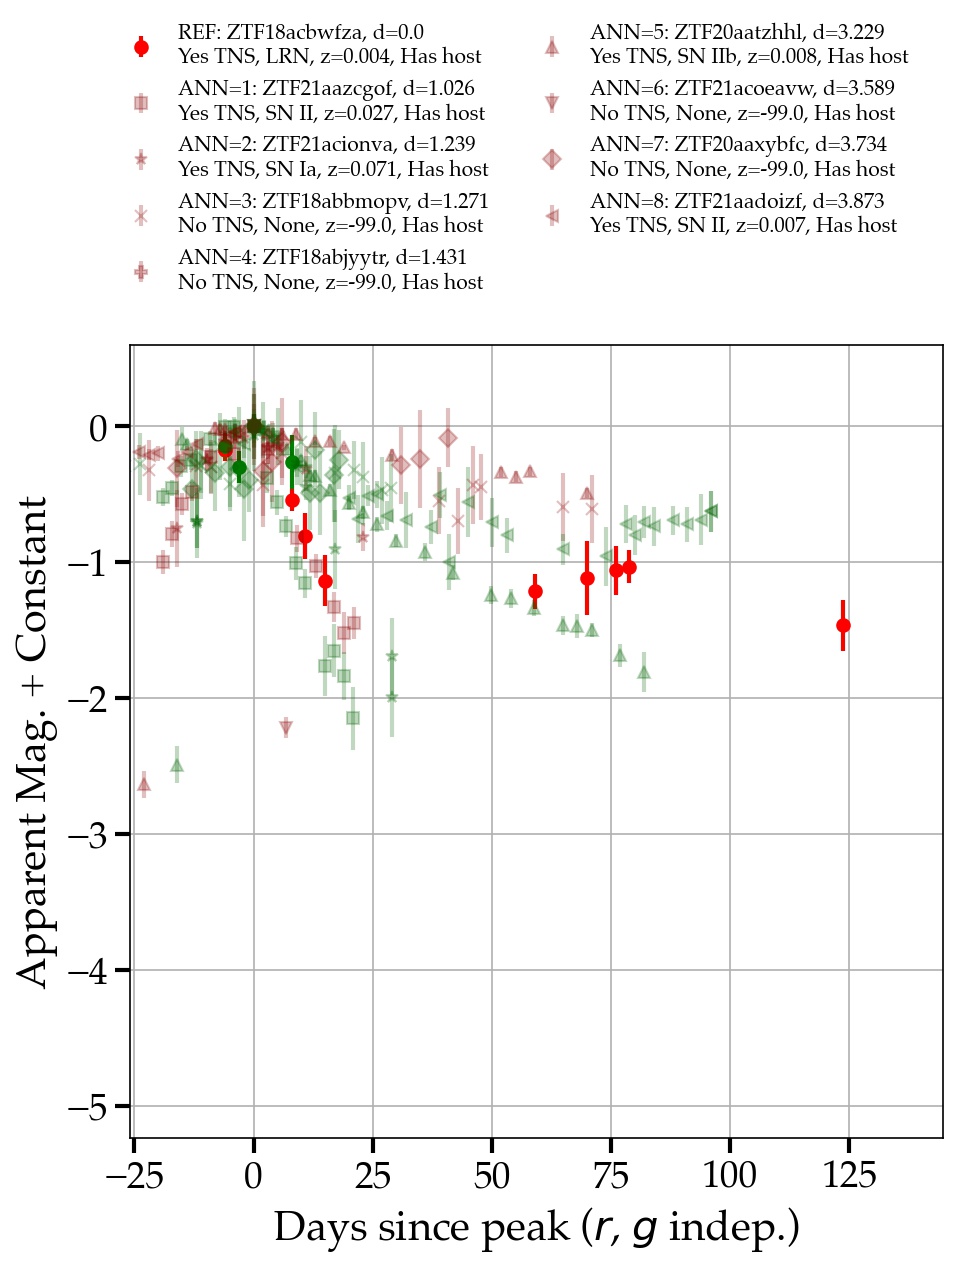 REF: ZTF18acbwfza, d=0.0
Yes TNS, LRN, z=0.004, Has host
ANN=1: ZTF21aazcgof, d=1.026
Yes TNS, SN II, z=0.027, Has host
ANN=2: ZTF21acionva, d=1.239
Yes TNS, SN Ia, z=0.071, Has host
ANN=3: ZTF18abbmopv, d=1.271
No TNS, None, z=-99.0, Has host
ANN=4: ZTF18abjyytr, d=1.431
No TNS, None, z=-99.0, Has host
ANN=5: ZTF20aatzhhl, d=3.229
Yes TNS, SN IIb, z=0.008, Has host
ANN=6: ZTF21acoeavw, d=3.589
No TNS, None, z=-99.0, Has host
ANN=7: ZTF20aaxybfc, d=3.734
No TNS, None, z=-99.0, Has host
ANN=8: ZTF21aadoizf, d=3.873
Yes TNS, SN II, z=0.007, Has host
Apparent Mag. + Constant
0
−1
−2
−3
−4
−5
−25 0 25 50 75 100 125
Days since peak (r, g indep.)